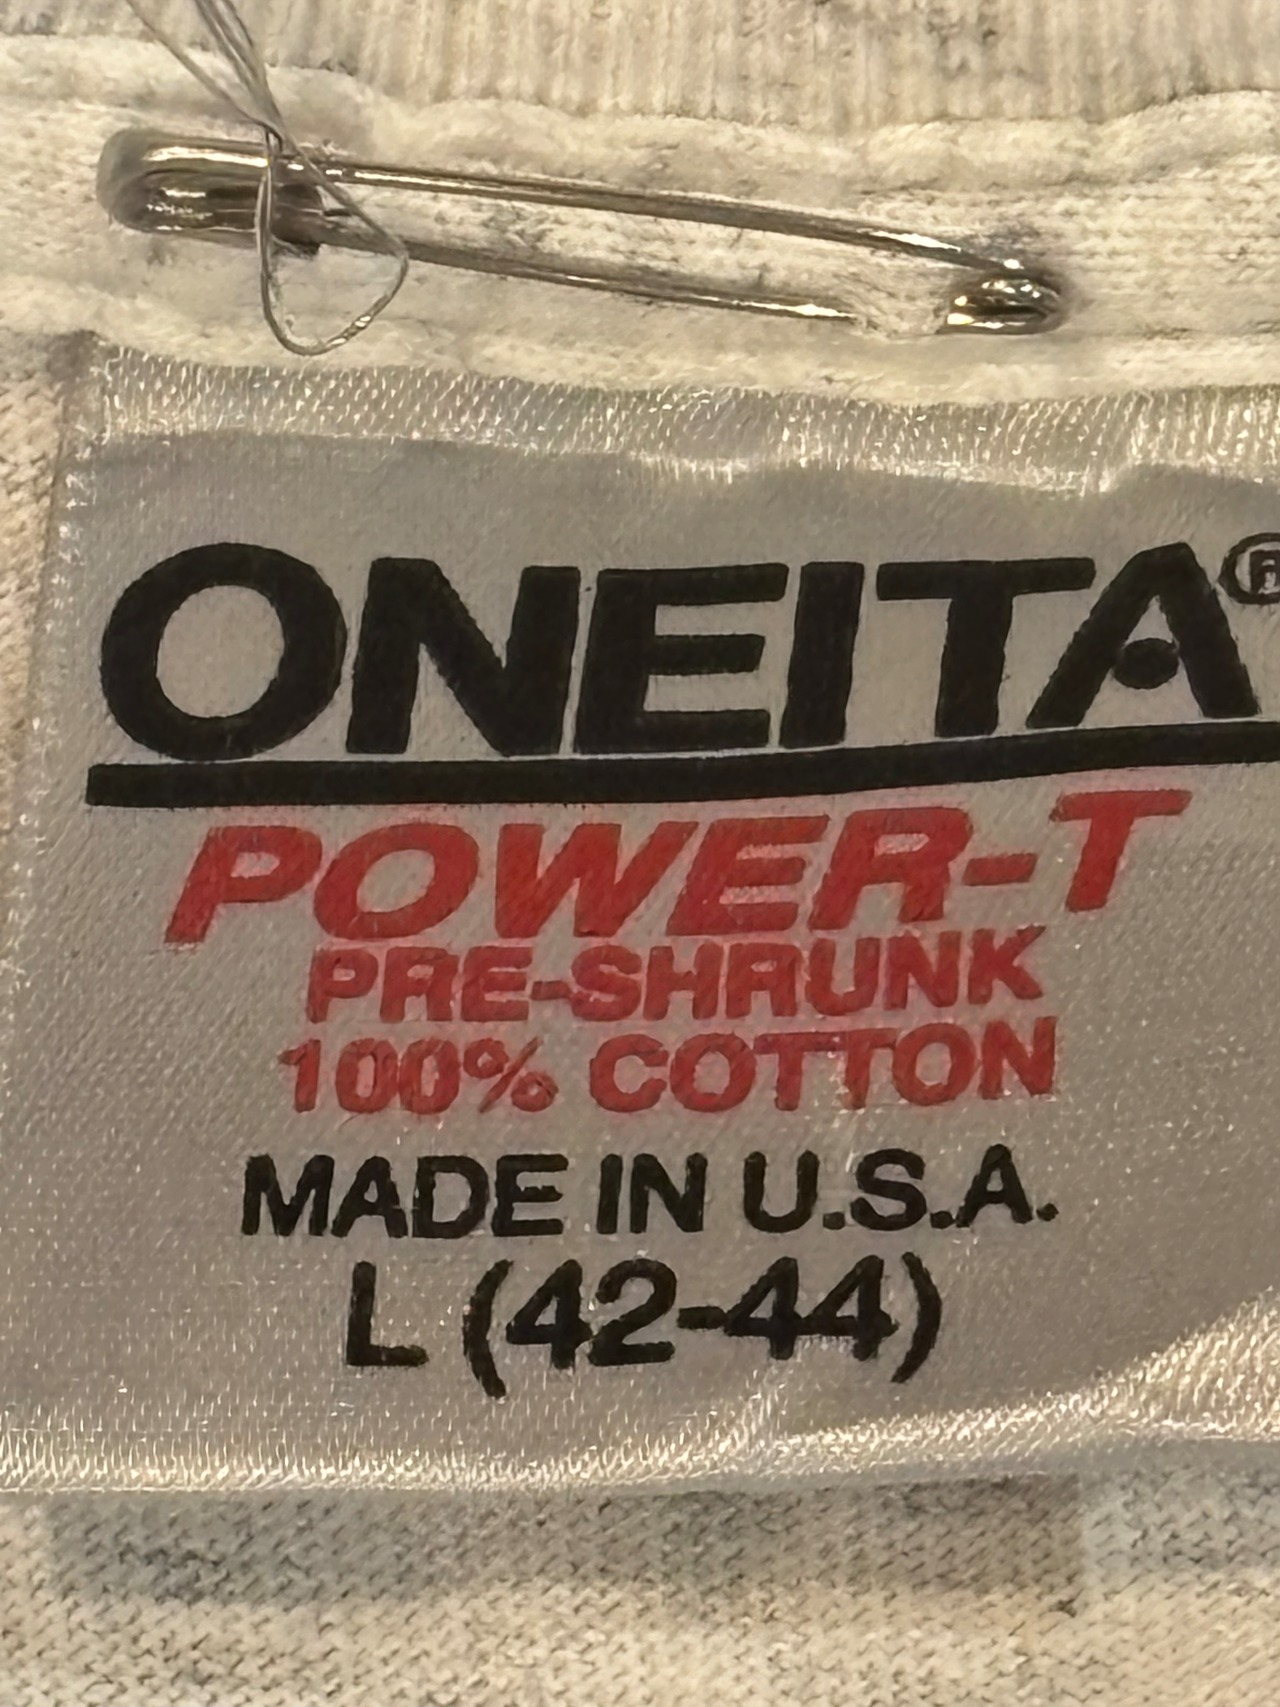 ONEITA®
POWER-T
PRE-SHRUNK
100% COTTON
MADE IN U.S.A.
L (42-44)